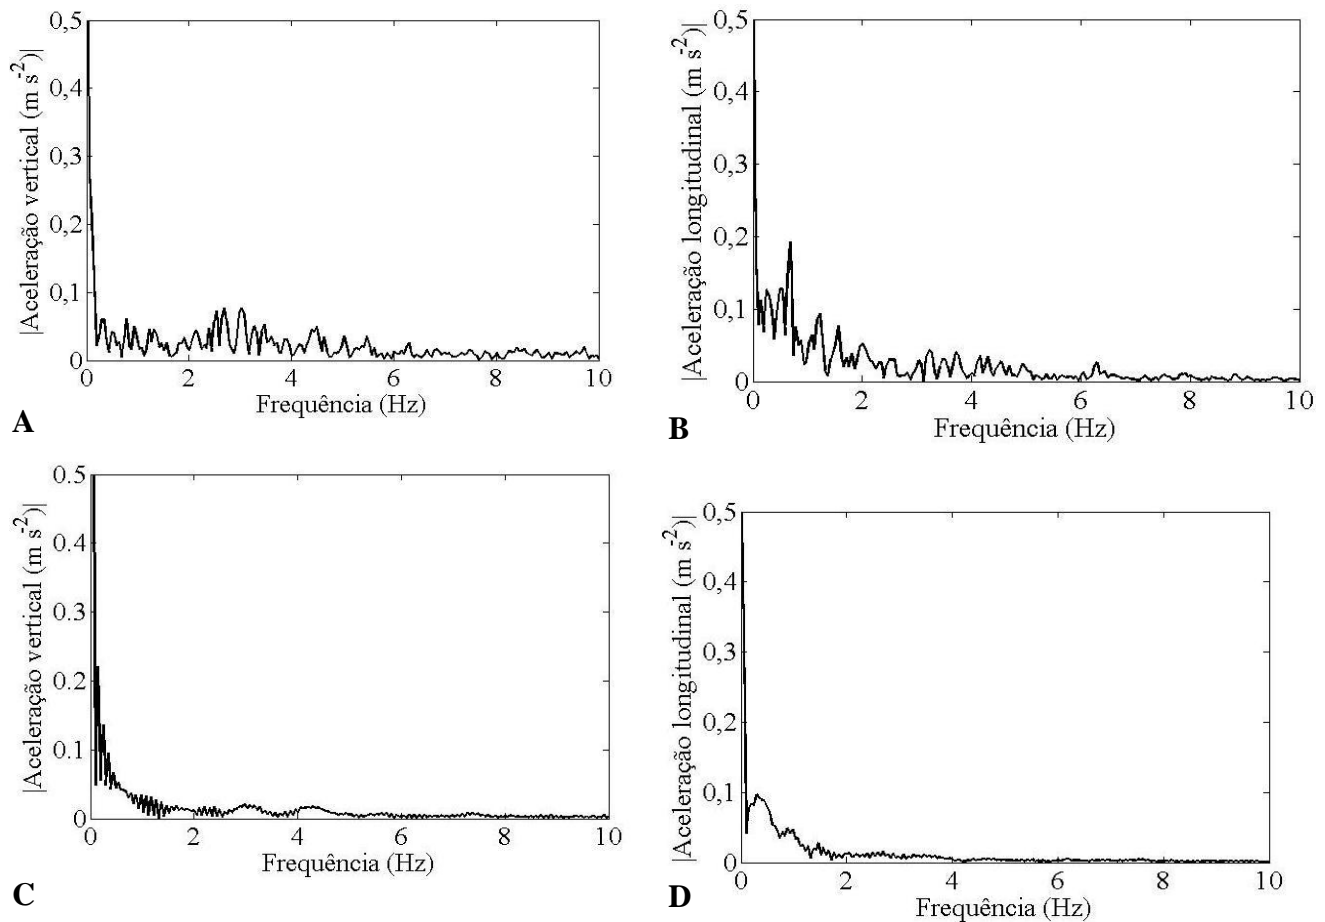 |Aceleração vertical (m s⁻²)|
0,5
0,4
0,3
0,2
0,1
0
0 2 4 6 8 10
Frequência (Hz)
A
|Aceleração longitudinal (m s⁻²)|
0,5
0,4
0,3
0,2
0,1
0
0 2 4 6 8 10
Frequência (Hz)
B
|Aceleração vertical (m s⁻²)|
0.5
0.4
0.3
0.2
0.1
0
0 2 4 6 8 10
Frequência (Hz)
C
|Aceleração longitudinal (m s⁻²)|
0,5
0,4
0,3
0,2
0,1
0
0 2 4 6 8 10
Frequência (Hz)
D